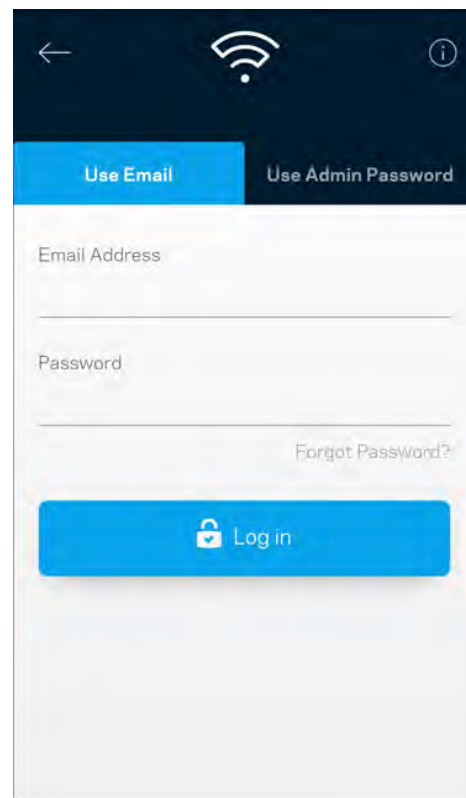 Use Email
Use Admin Password
Email Address
Password
Forgot Password?
Log in